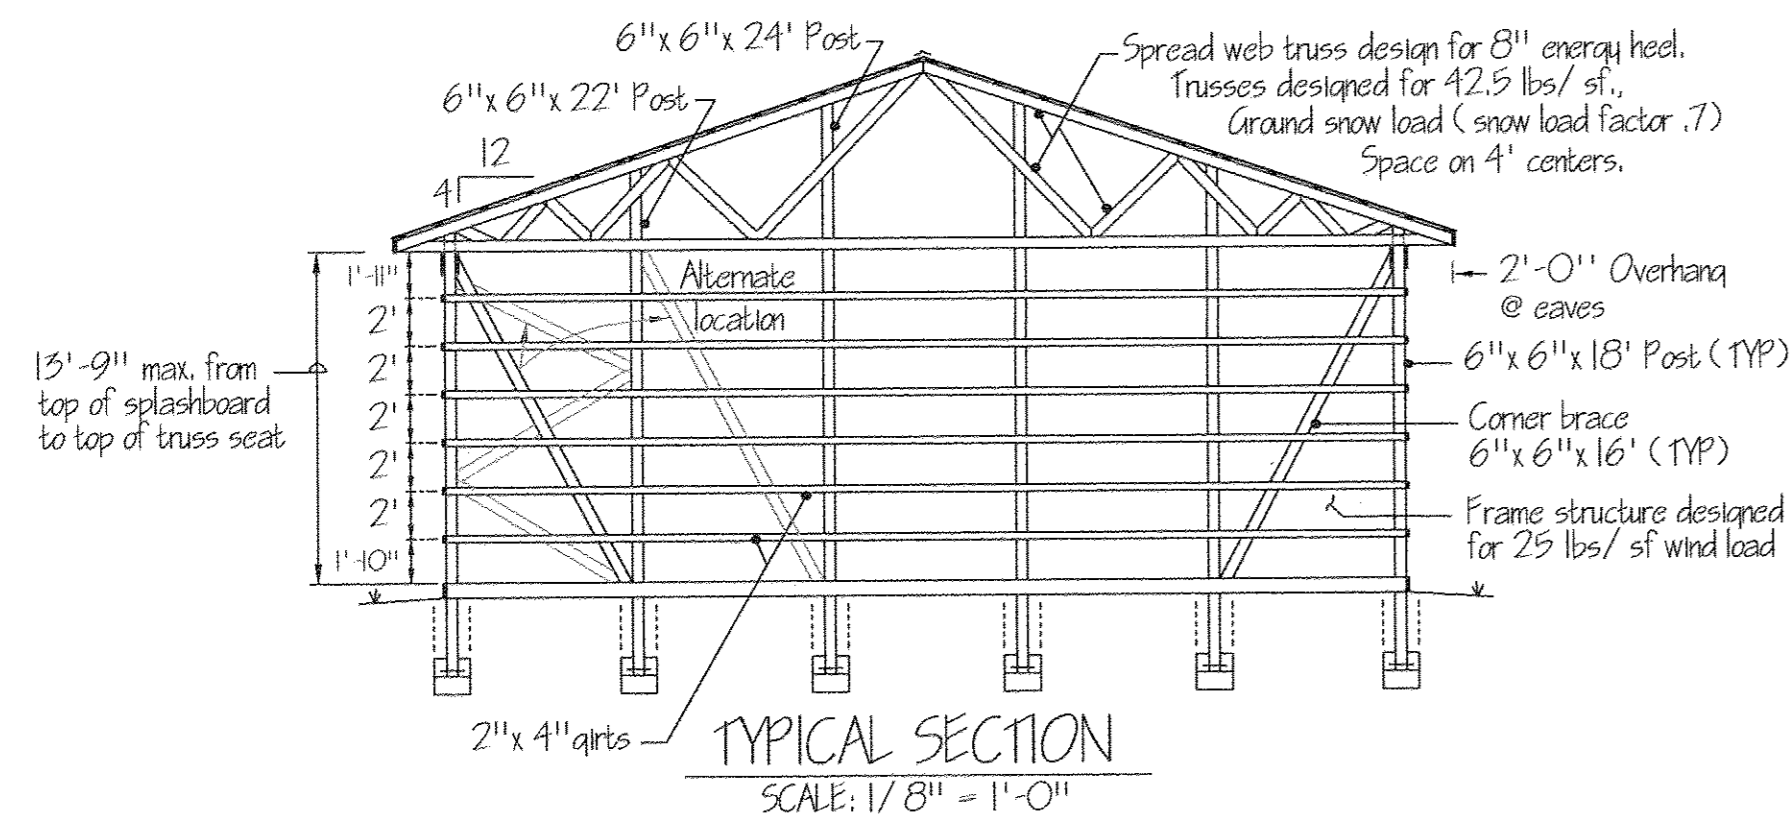 6"x 6"x 24' Post
6"x 6"x 22' Post
12
4
Spread web truss design for 8" energy heel.
Trusses designed for 42.5 lbs/ sf.,
Ground snow load ( snow load factor .7)
Space on 4' centers.
1'-11"
2'
2'
2'
2'
2'
1'-10"
13'-9" max. from
top of splashboard
to top of truss seat
Alternate
location
2'-0" Overhang
@ eaves
6"x 6"x 18' Post ( TYP)
Corner brace
6"x 6"x 16' ( TYP)
Frame structure designed
for 25 lbs/ sf wind load
2"x 4" girts
TYPICAL SECTION
SCALE: 1/ 8" = 1'-0"